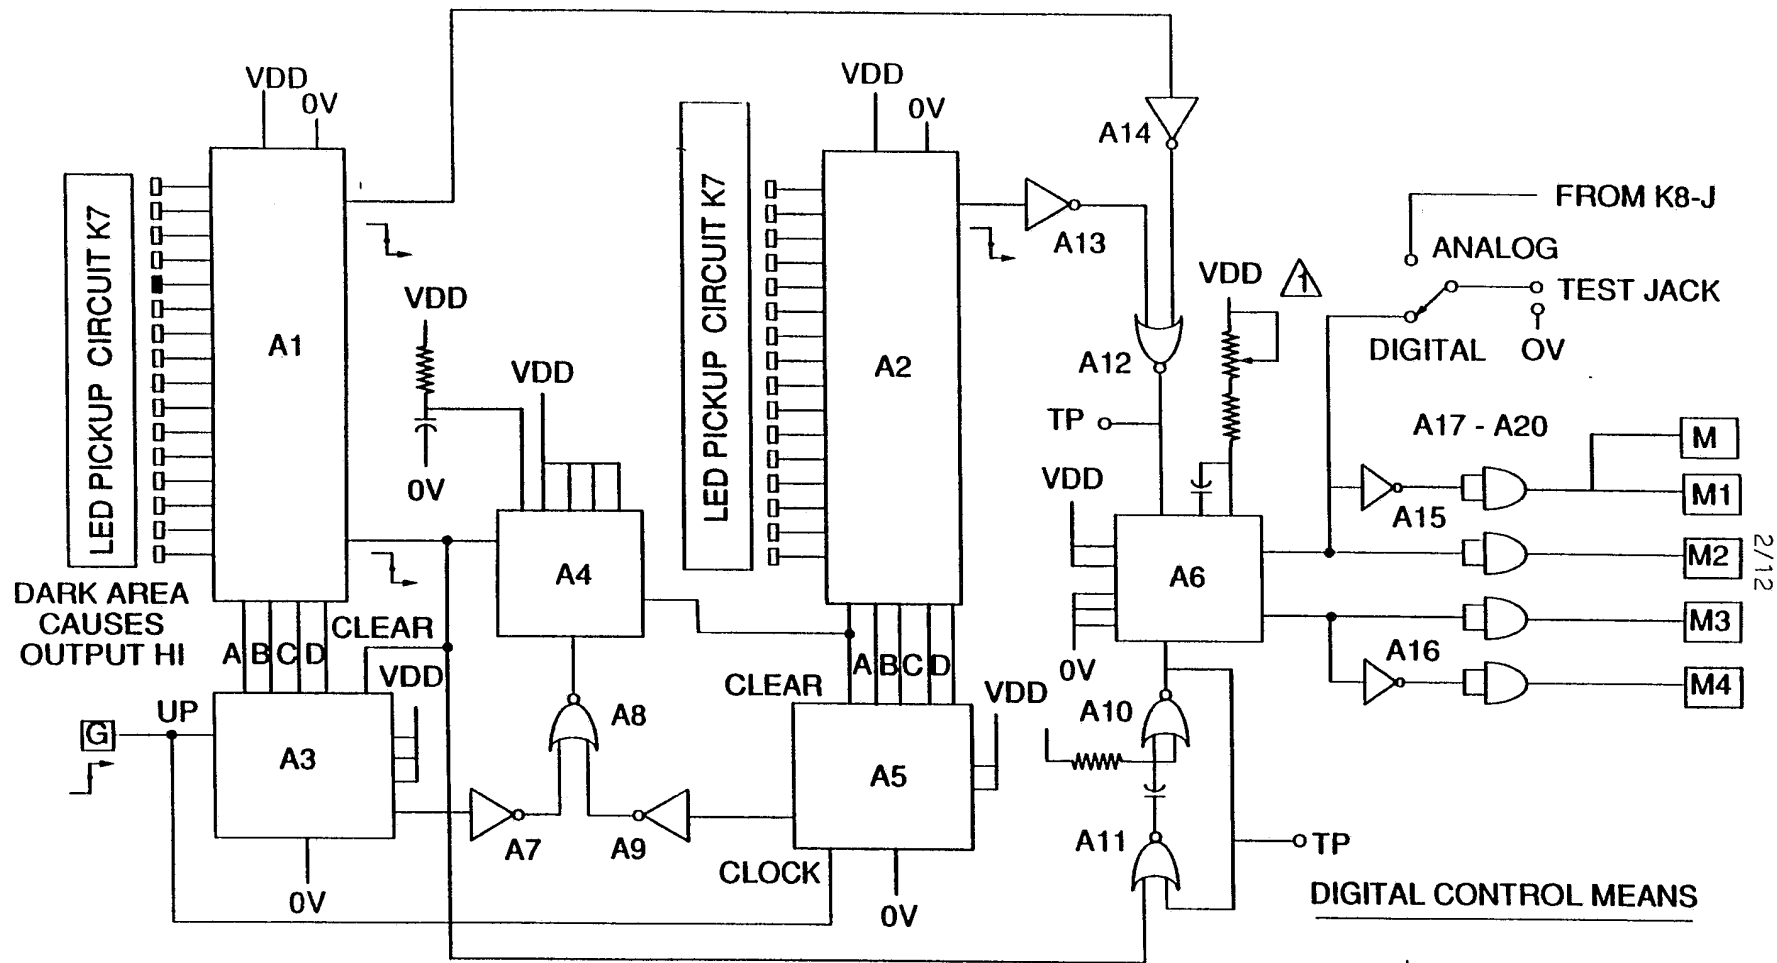 VDD
0V
LED PICKUP CIRCUIT K7
A1
DARK AREA
CAUSES
OUTPUT HI
A B C D
CLEAR
VDD
UP
G
A3
0V
VDD
0V
VDD
A4
A8
A7
A9
VDD
0V
LED PICKUP CIRCUIT K7
A2
A B C D
CLEAR
VDD
A5
CLOCK
0V
A13
A14
A12
TP
VDD
1
VDD
A6
0V
A10
A11
TP
FROM K8-J
ANALOG
TEST JACK
DIGITAL
OV
A17 - A20
M
M1
A15
M2
M3
A16
M4
2/12
DIGITAL CONTROL MEANS